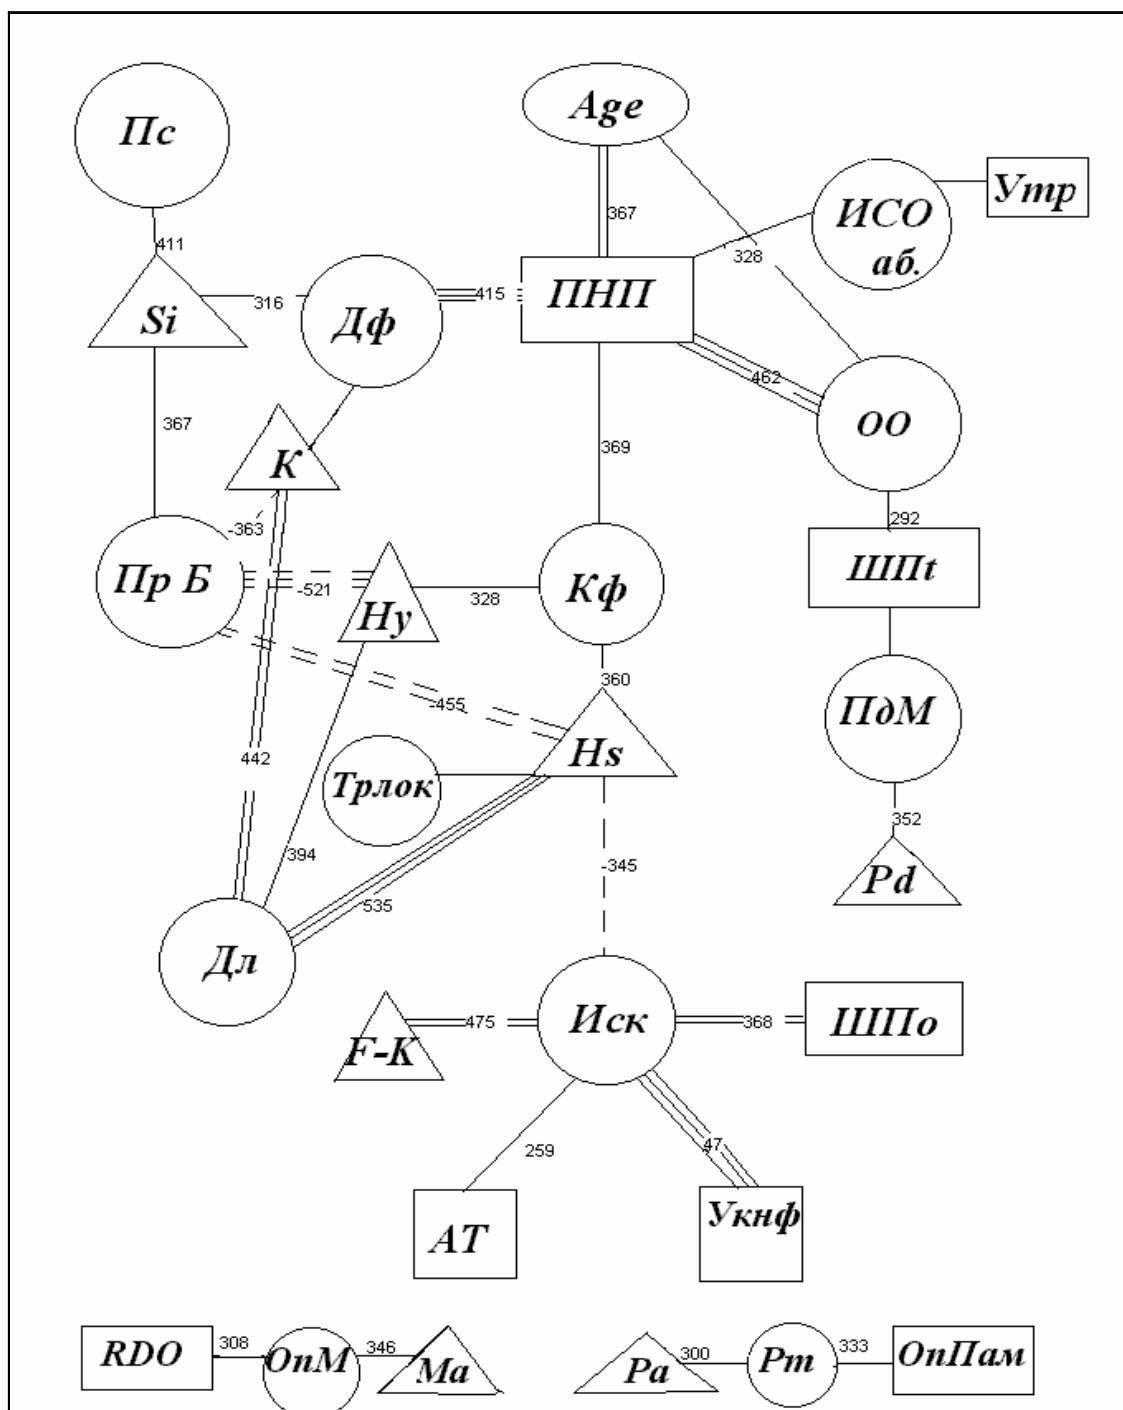 Age
Пс
ИСО
аб.
Утр
367
411
328
Si
316
Дф
415
ПНП
462
ОО
367
К
369
-363
292
Пр Б
-521
Ну
328
Кф
ШПt
360
-455
ПдМ
442
Трлок
Hs
394
-345
352
Pd
535
Дл
F-K
475
Иск
368
ШПо
259
47
АТ
Укнф
RDO
308
ОпМ
346
Ma
Pa
300
Рт
333
ОпПам